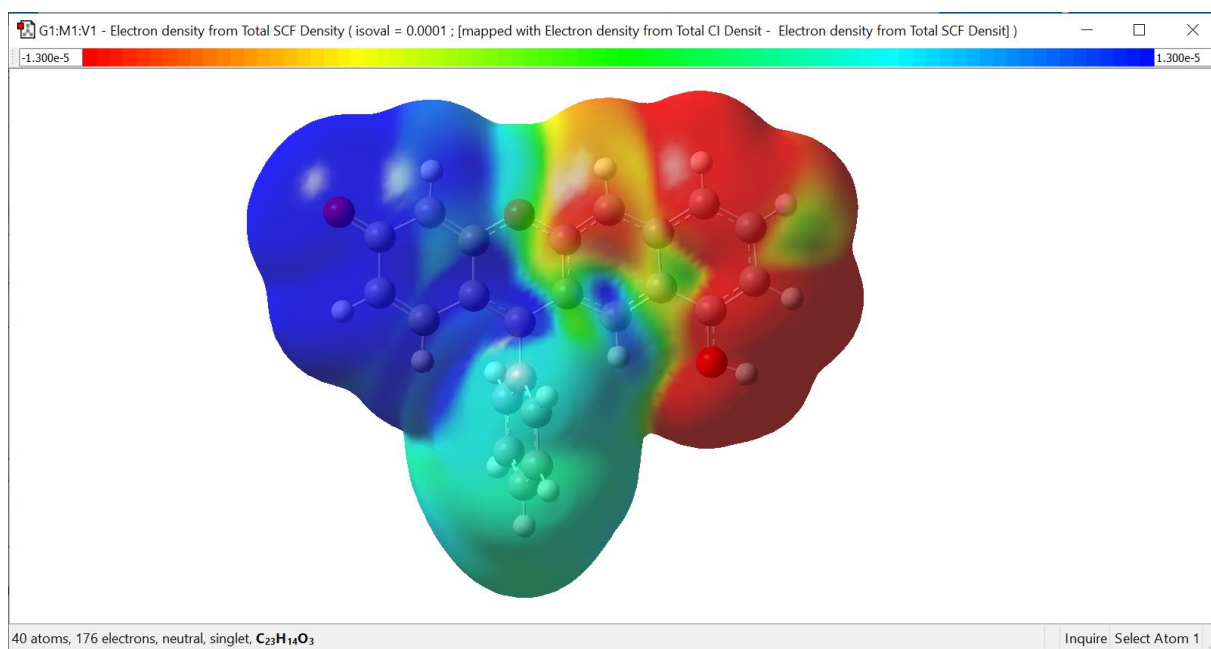 G1:M1:V1 - Electron density from Total SCF Density ( isoval = 0.0001 ; [mapped with Electron density from Total CI Densit - Electron density from Total SCF Densit] )
-1.300e-5 1.300e-5
40 atoms, 176 electrons, neutral, singlet, C₂₃H₁₄O₃ Inquire Select Atom 1